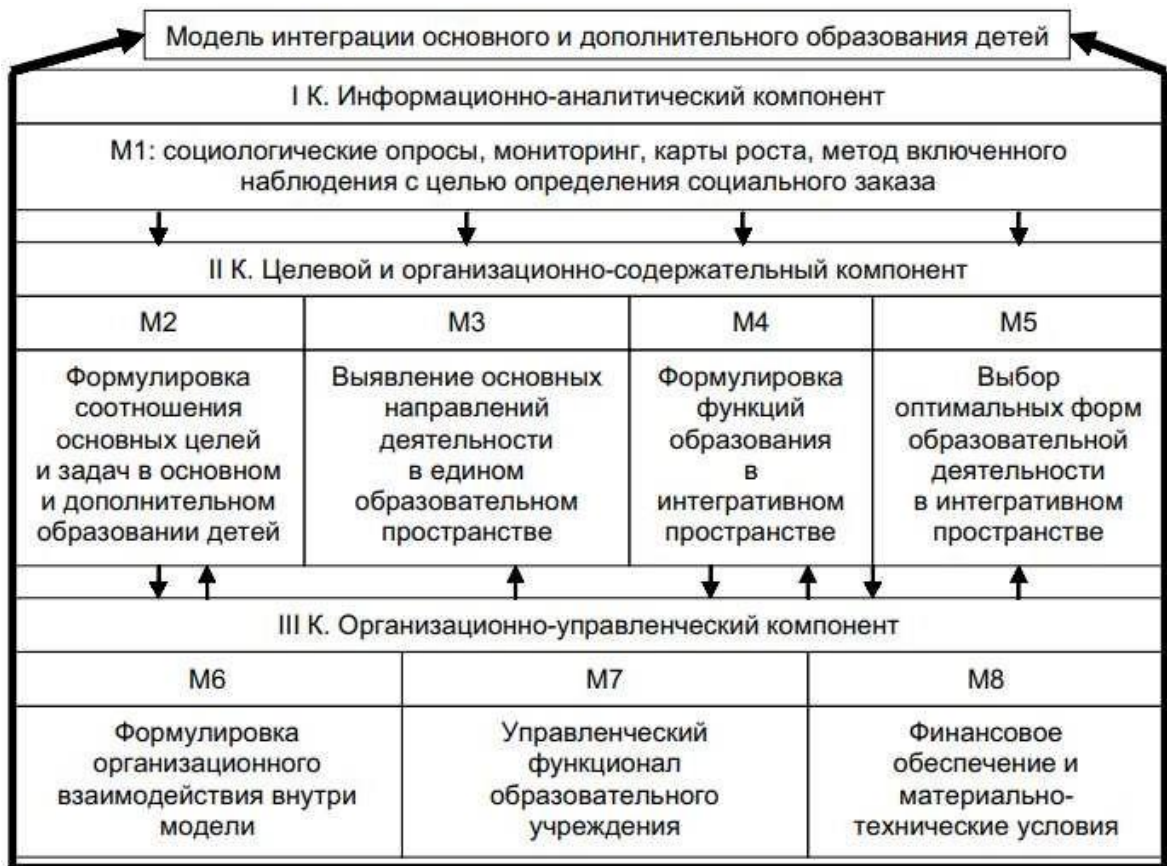 Модель интеграции основного и дополнительного образования детей
I К. Информационно-аналитический компонент
М1: социологические опросы, мониторинг, карты роста, метод включенного
наблюдения с целью определения социального заказа
II К. Целевой и организационно-содержательный компонент
М2
М3
М4
М5
Формулировка
соотношения
основных целей
и задач в основном
и дополнительном
образовании детей
Выявление основных
направлений
деятельности
в едином
образовательном
пространстве
Формулировка
функций
образования
в
интегративном
пространстве
Выбор
оптимальных форм
образовательной
деятельности
в интегративном
пространстве
III К. Организационно-управленческий компонент
М6
М7
М8
Формулировка
организационного
взаимодействия внутри
модели
Управленческий
функционал
образовательного
учреждения
Финансовое
обеспечение и
материально-
технические условия